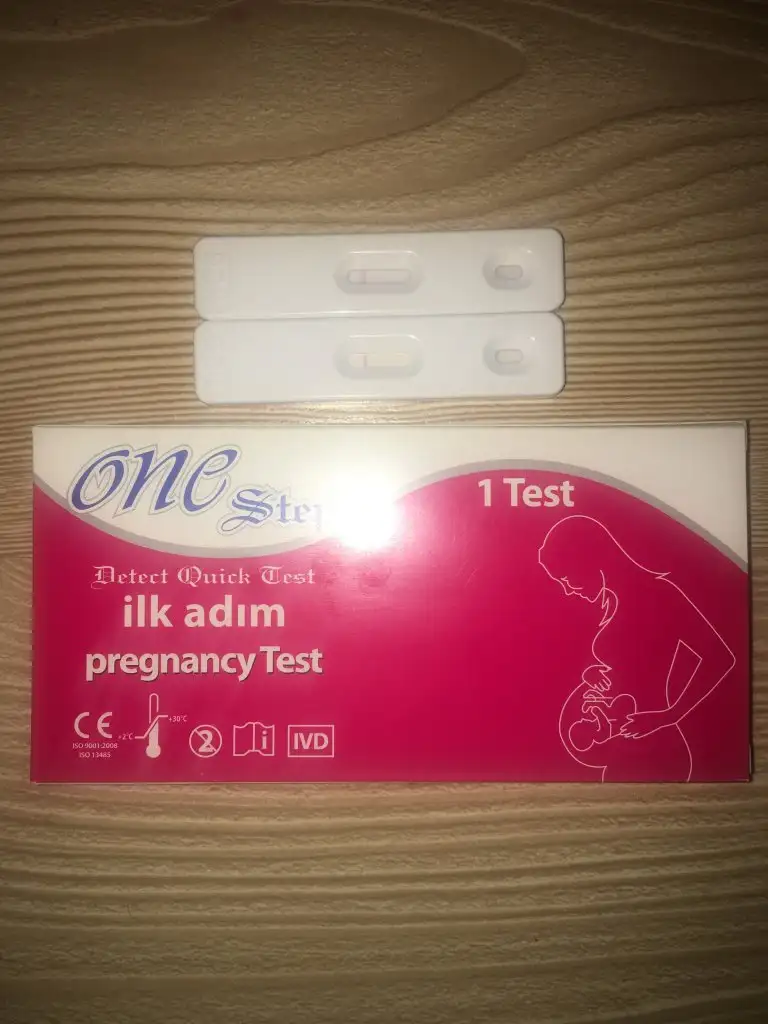 one
1 Test
Detect Quick Test
ilk adım
pregnancy Test
CE
+2°C
+30°C
2
i
IVD
ISO 9001:2008
ISO 13485